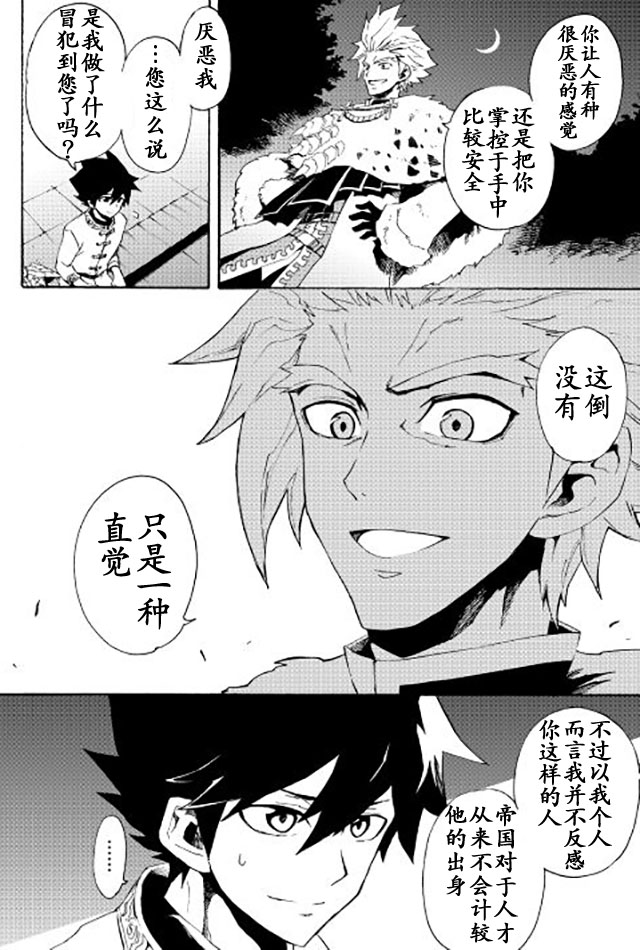 你让人有种
很厌恶的感觉
还是把你
掌控于手中
比较安全
厌恶我
…您这么说
是我做了什么
冒犯到您了吗？
这倒
没有
只是一种
直觉
不过以我个人
而言我并不反感
你这样的人
帝国对于人才
从来不会计较
他的出身
……